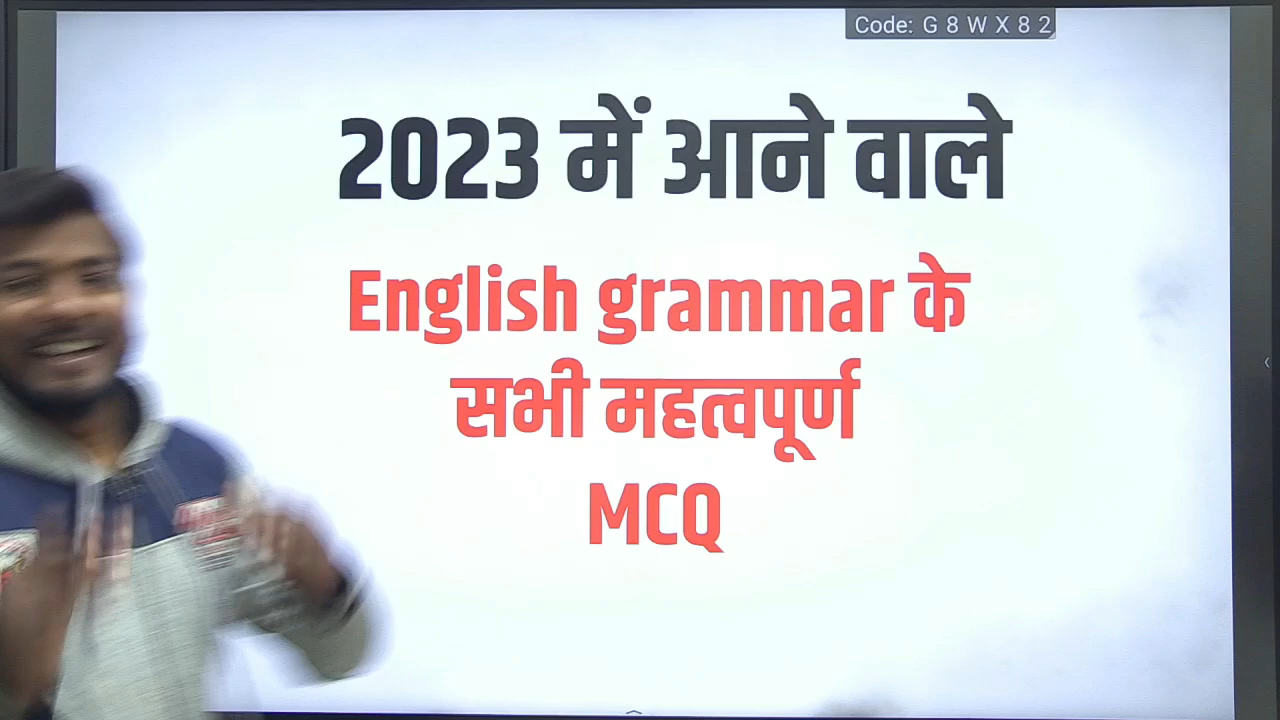 Code: G 8 W X 8 2
2023 में आने वाले
English grammar के
सभी महत्वपूर्ण
MCQ